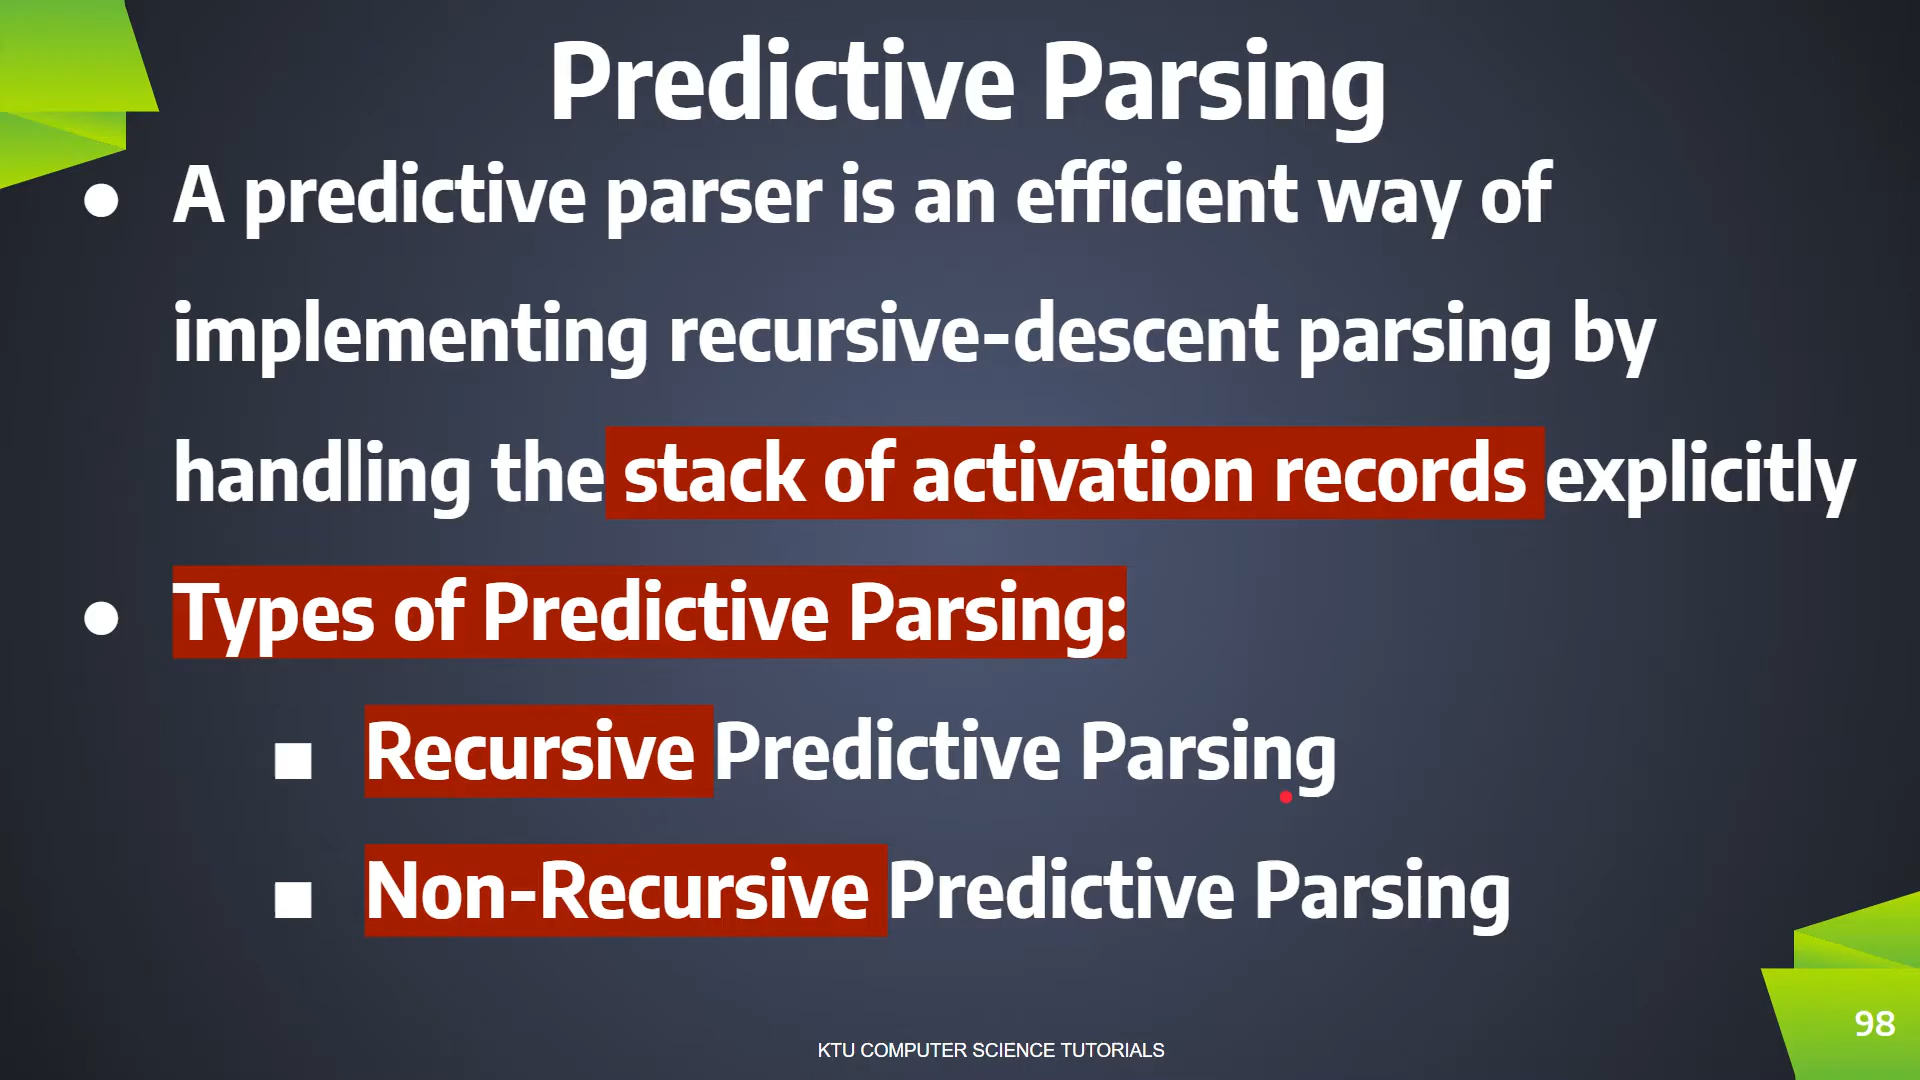 Predictive Parsing
● A predictive parser is an efficient way of
implementing recursive-descent parsing by
handling the stack of activation records explicitly
● Types of Predictive Parsing:
■ Recursive Predictive Parsing
■ Non-Recursive Predictive Parsing
98
KTU COMPUTER SCIENCE TUTORIALS